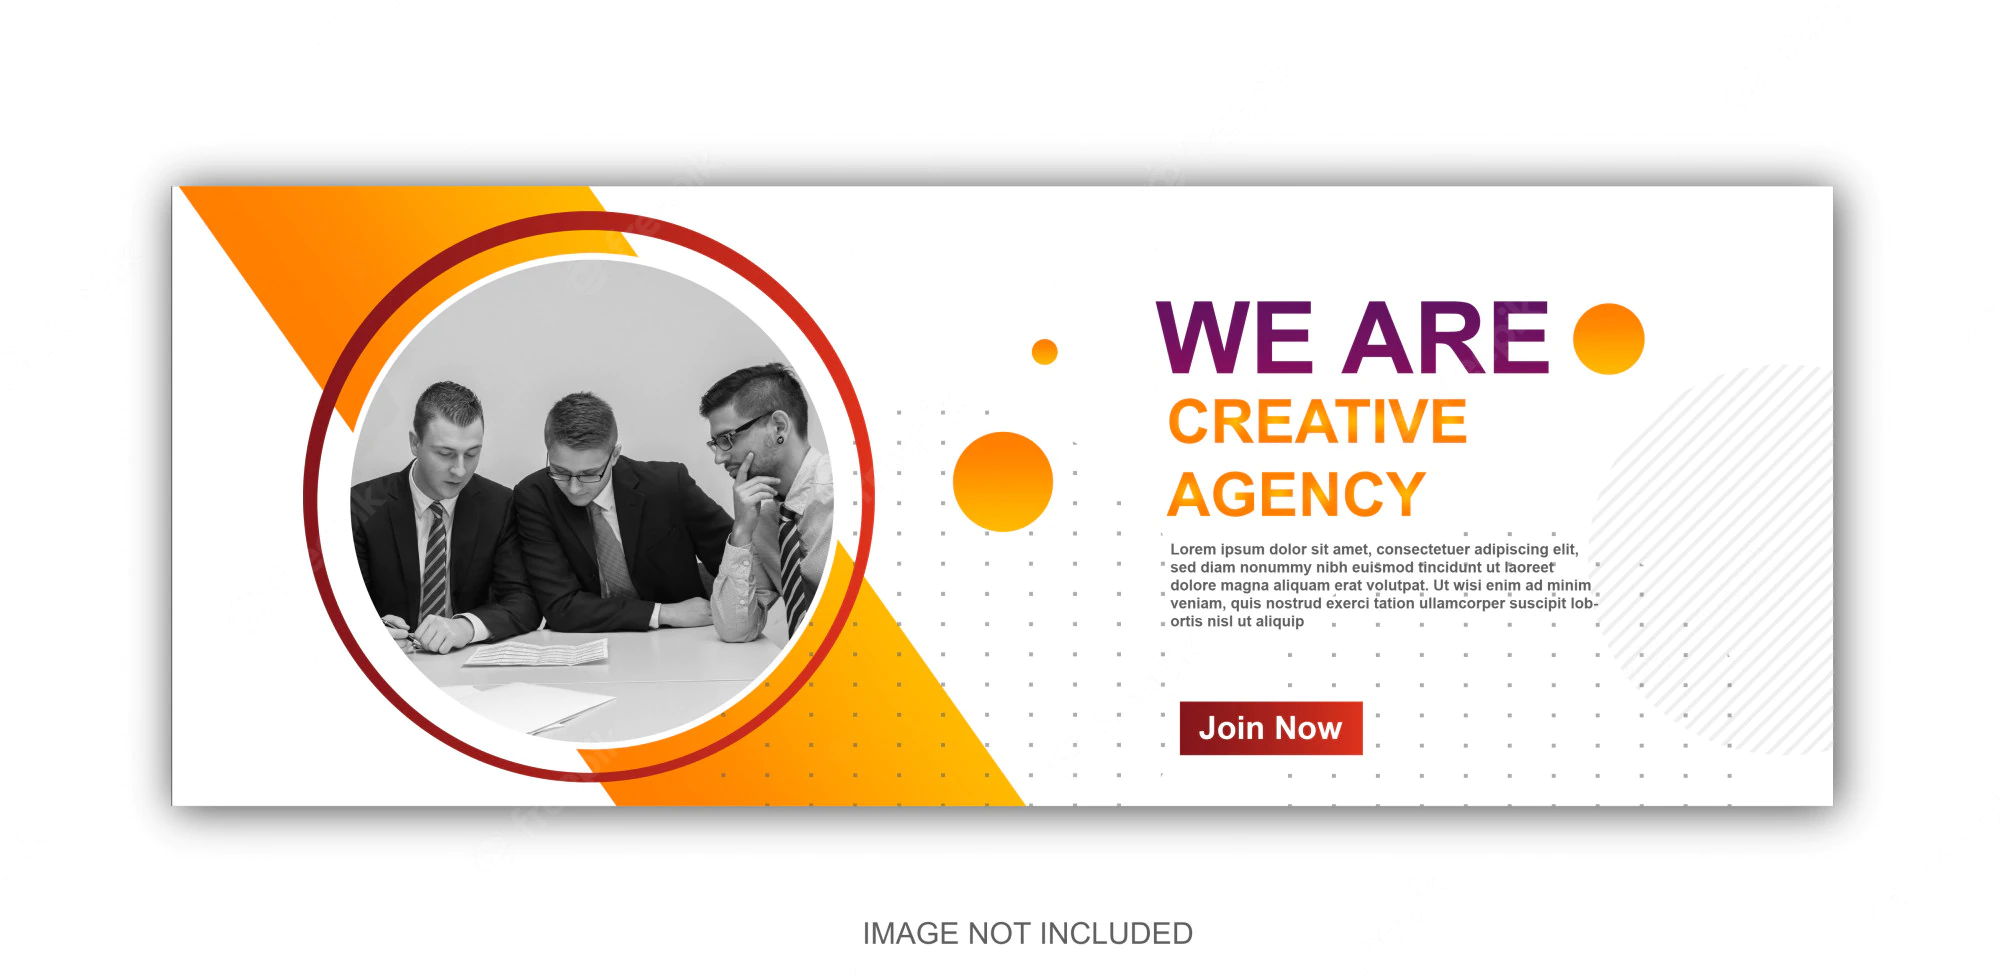 WE ARE
CREATIVE
AGENCY
Lorem ipsum dolor sit amet, consectetuer adipiscing elit,
sed diam nonummy nibh euismod tincidunt ut laoreet
dolore magna aliquam erat volutpat. Ut wisi enim ad minim
veniam, quis nostrud exerci tation ullamcorper suscipit lob-
ortis nisl ut aliquip
Join Now
IMAGE NOT INCLUDED